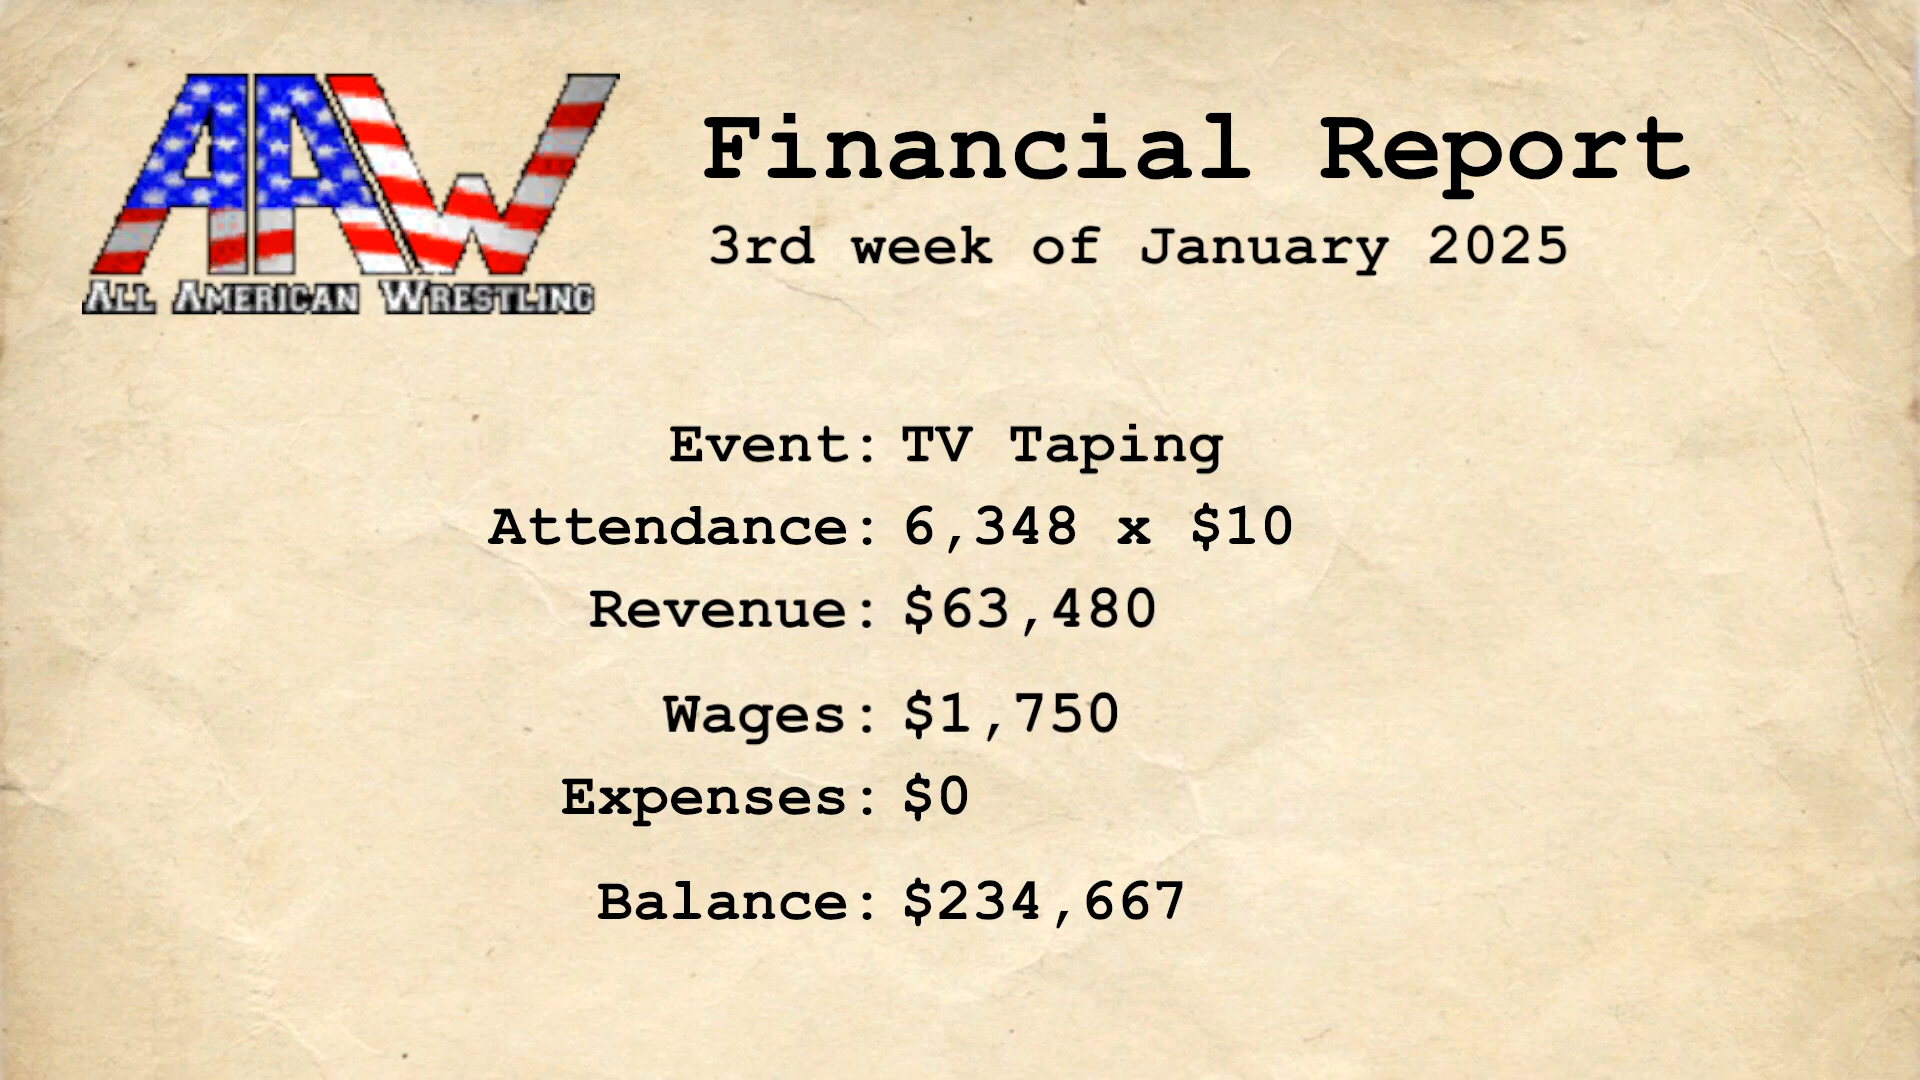 AAW
ALL AMERICAN WRESTLING
Financial Report
3rd week of January 2025
Event: TV Taping
Attendance: 6,348 x $10
Revenue: $63,480
Wages: $1,750
Expenses: $0
Balance: $234,667